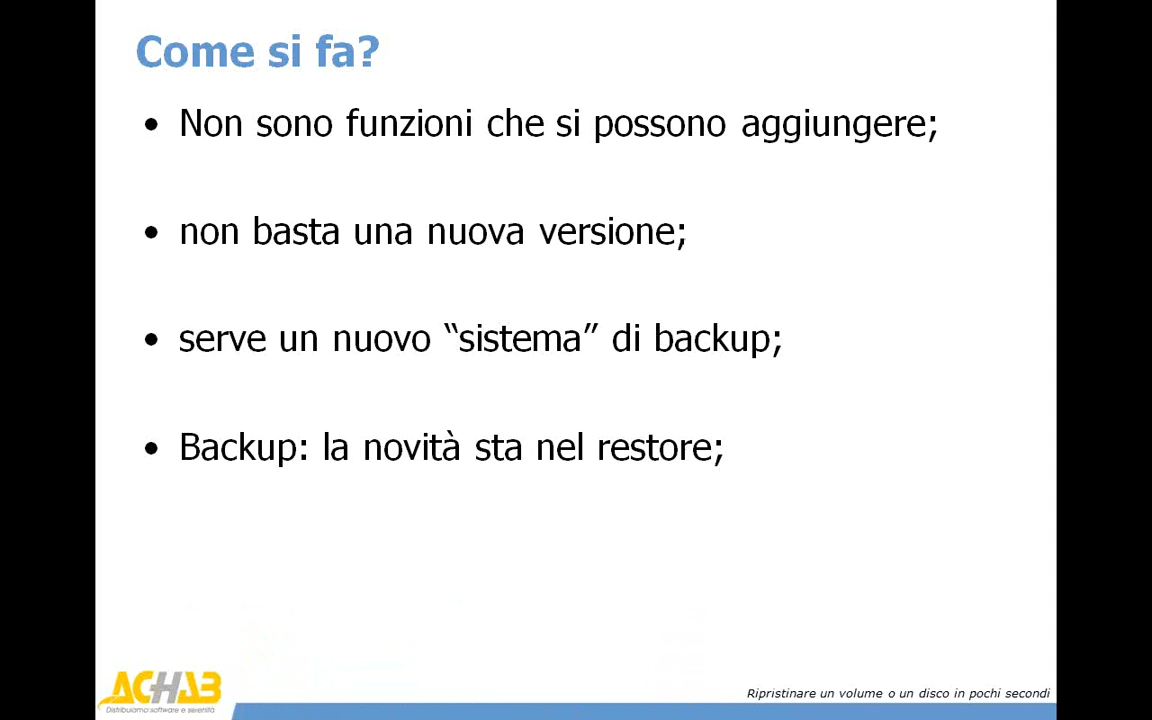 Come si fa?
• Non sono funzioni che si possono aggiungere;
• non basta una nuova versione;
• serve un nuovo “sistema” di backup;
• Backup: la novità sta nel restore;
ACHAB
Distribuiamo software e serenità
Ripristinare un volume o un disco in pochi secondi